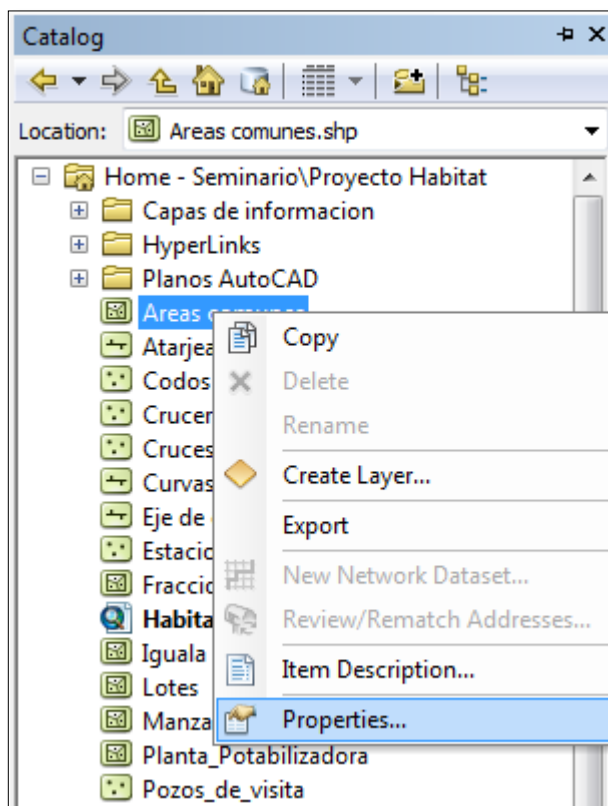 Catalog
Location: Areas comunes.shp
Home - Seminario\Proyecto Habitat
Capas de informacion
HyperLinks
Planos AutoCAD
Areas comunes
Atarjea
Codos
Crucer
Cruces
Curvas
Eje de
Estacio
Fraccio
Habita
Iguala
Lotes
Manza
Planta_Potabilizadora
Pozos_de_visita
Copy
Delete
Rename
Create Layer...
Export
New Network Dataset...
Review/Rematch Addresses...
Item Description...
Properties...